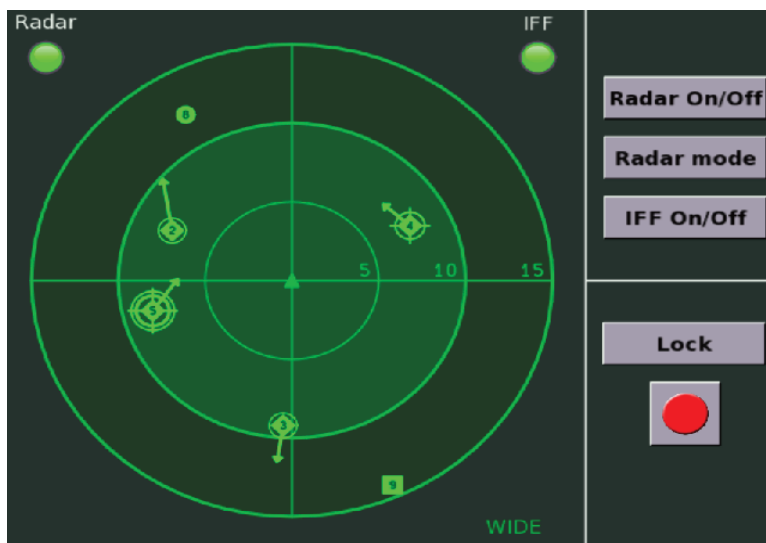 Radar
IFF
8
2
4
5
3
9
5 10 15
WIDE
Radar On/Off
Radar mode
IFF On/Off
Lock